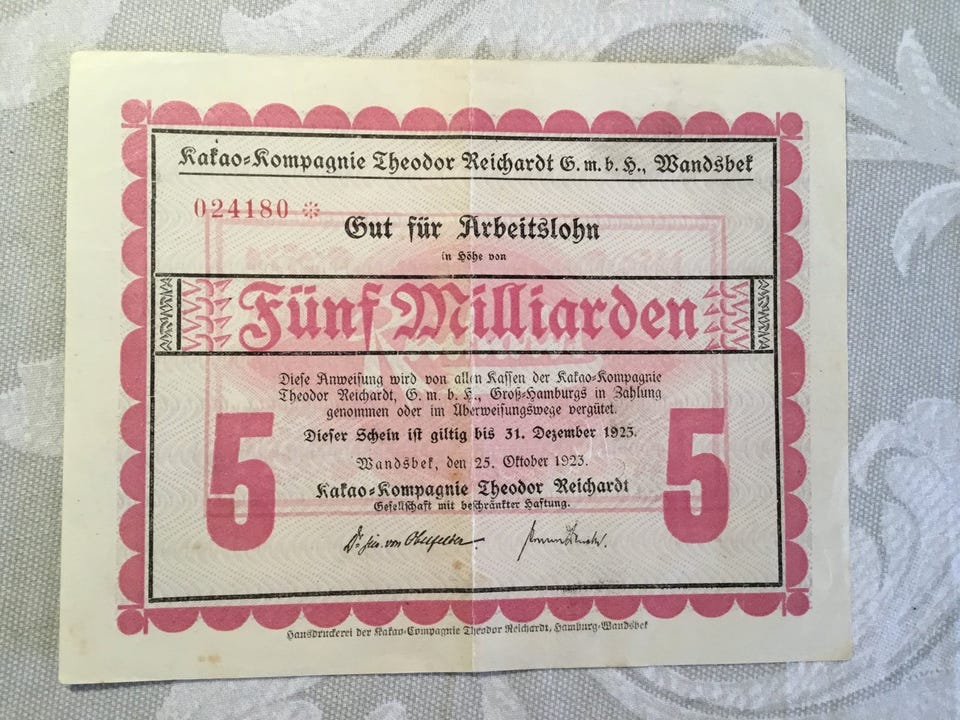 Kakao=Kompagnie Theodor Reichardt G. m. b. H., Wandsbek
024180 *
Gut für Arbeitslohn
in Höhe von
Fünf Milliarden
Diese Anweisung wird von allen Kassen der Kakao=Kompagnie
Theodor Reichardt, G. m. b. H., Groß=Hamburgs in Zahlung
genommen oder im Überweisungswege vergütet.
Dieser Schein ist giltig bis 31. Dezember 1923.
Wandsbek, den 25. Oktober 1923.
Kakao=Kompagnie Theodor Reichardt
Gesellschaft mit beschränkter Haftung.
5 5
Hausdruckerei der Kakao=Compagnie Theodor Reichardt, Hamburg=Wandsbek